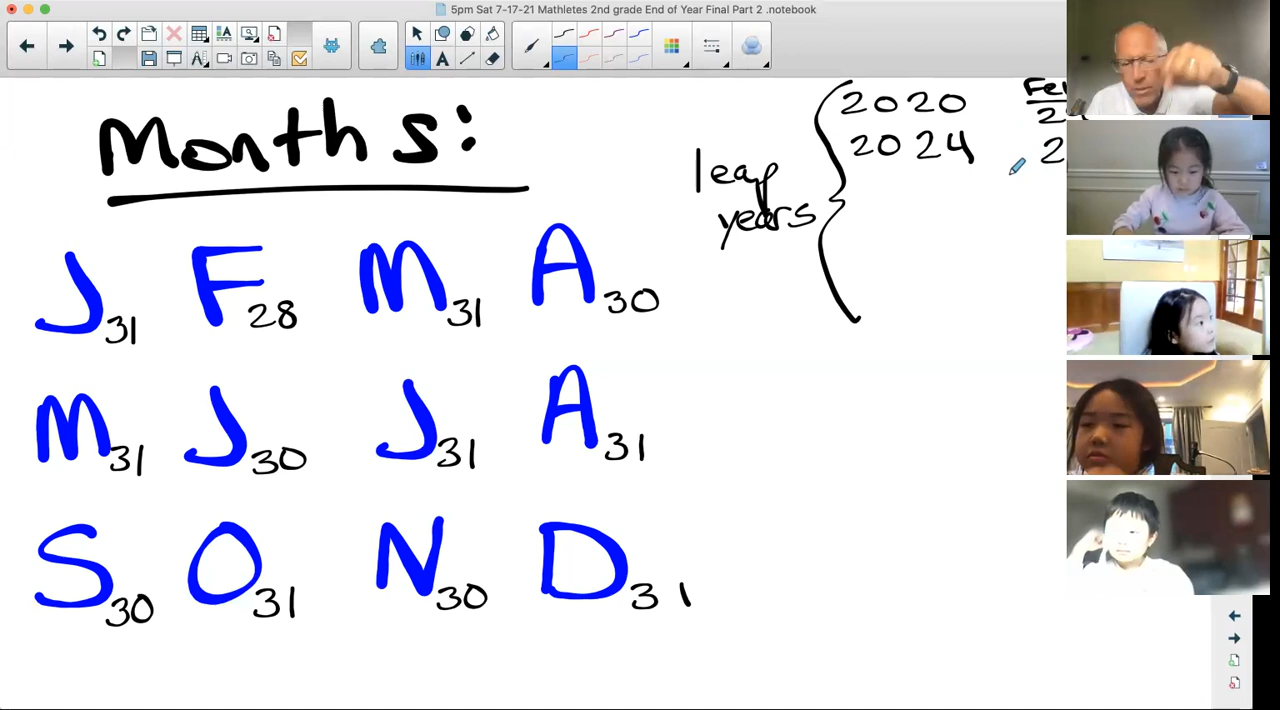 5pm Sat 7-17-21 Mathletes 2nd grade End of Year Final Part 2 .notebook
Months:
leap
years
2020
2024
J31 F28 M31 A30
M31 J30 J31 A31
S30 O31 N30 D31